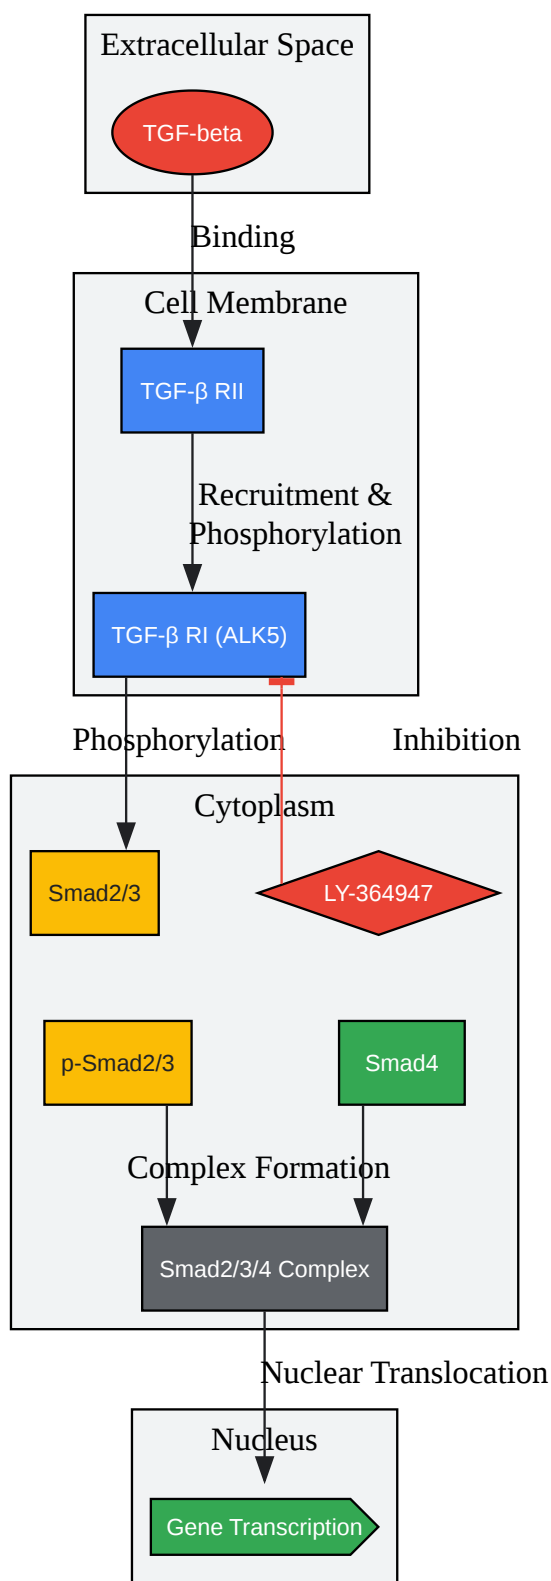 Extracellular Space
TGF-beta
Binding
Cell Membrane
TGF-β RII
Recruitment &
Phosphorylation
TGF-β RI (ALK5)
Phosphorylation
Inhibition
Cytoplasm
Smad2/3
LY-364947
p-Smad2/3
Smad4
Complex Formation
Smad2/3/4 Complex
Nuclear Translocation
Nucleus
Gene Transcription